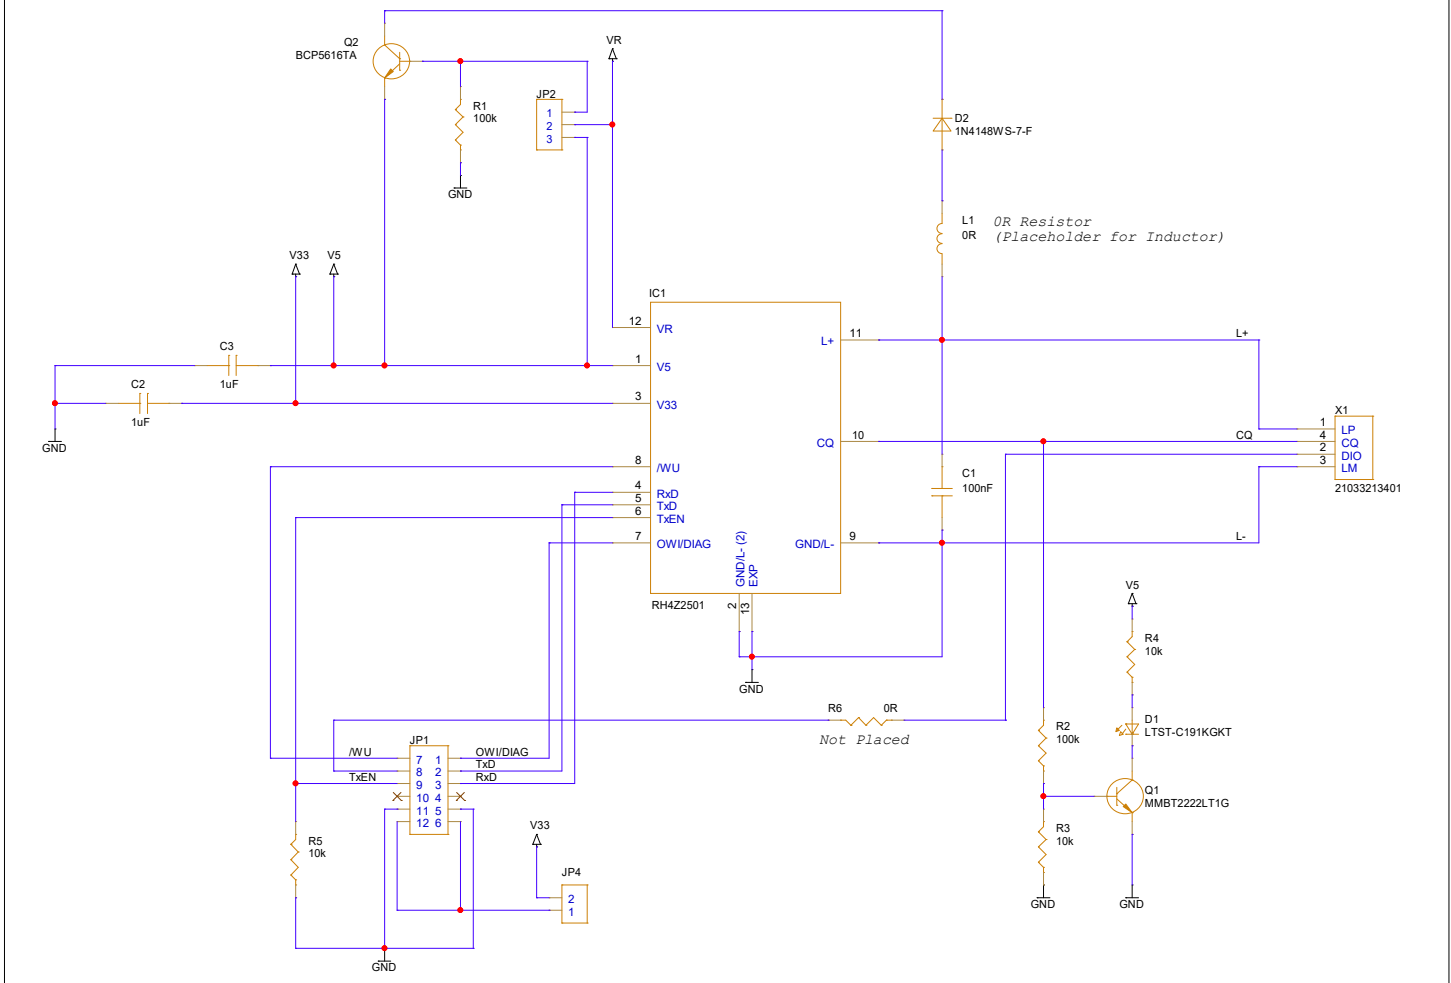 Q2
BCP5616TA
VR
JP2
1
2
3
R1
100k
GND
D2
1N4148WS-7-F
L1
0R
0R Resistor
(Placeholder for Inductor)
V33 V5
IC1
12 VR
L+ 11
L+
C3
1uF
1 V5
C2
1uF
3 V33
GND
X1
1 LP
4 CQ
2 DIO
3 LM
21033213401
CQ 10
CQ
8 /WU
4 RxD
5 TxD
6 TxEN
7 OWI/DIAG
C1
100nF
GND/L- (2)
EXP
GND/L- 9
L-
2
13
RH4Z2501
GND
V5
R4
10k
D1
LTST-C191KGKT
Q1
MMBT2222LT1G
R2
100k
R3
10k
GND
GND
R6 0R
Not Placed
JP1
/WU 7 1 OWI/DIAG
8 2 TxD
TxEN 9 3 RxD
10 4
11 5
12 6
R5
10k
V33
JP4
2
1
GND